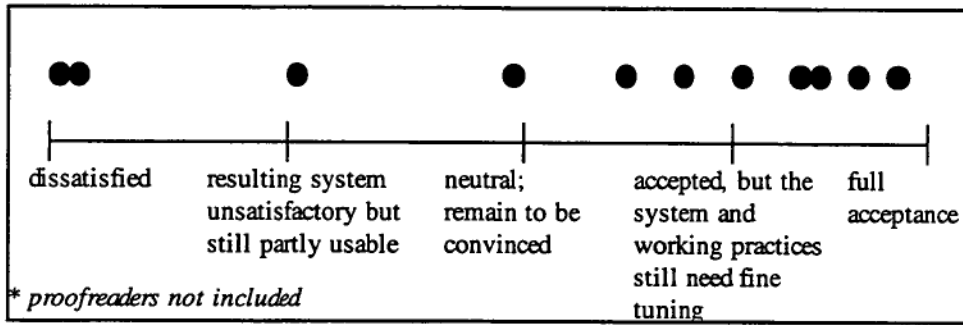 dissatisfied
resulting system
unsatisfactory but
still partly usable
neutral;
remain to be
convinced
accepted, but the
system and
working practices
still need fine
tuning
full
acceptance
* proofreaders not included